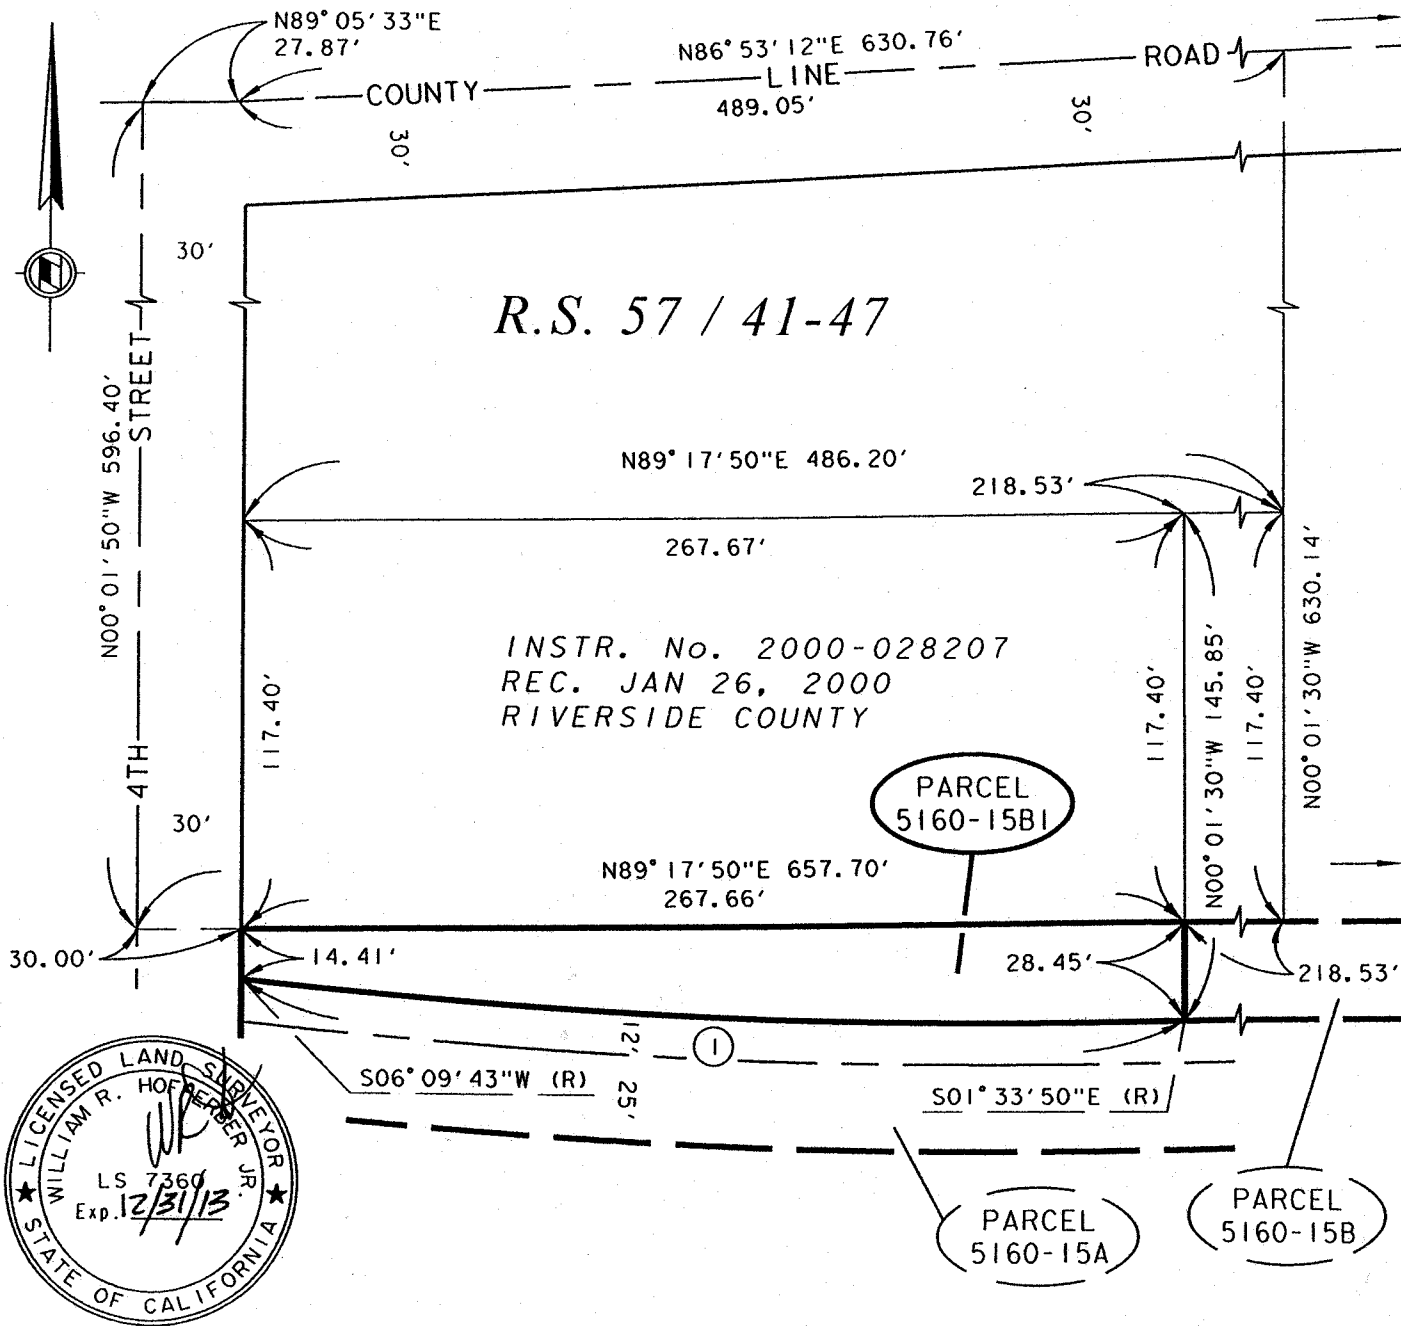 N89°05'33"E
27.87'
N86°53'12"E 630.76'
COUNTY LINE ROAD
489.05'
30'
30'
30'
R.S. 57 / 41-47
N00°01'50"W 596.40'
4TH STREET
N89°17'50"E 486.20'
218.53'
267.67'
INSTR. No. 2000-028207
REC. JAN 26, 2000
RIVERSIDE COUNTY
117.40'
117.40'
N00°01'30"W 145.85'
117.40'
N00°01'30"W 630.14'
PARCEL
5160-15B1
30'
N89°17'50"E 657.70'
267.66'
30.00'
14.41'
28.45'
218.53'
12'
1
25'
S06°09'43"W (R)
S01°33'50"E (R)
PARCEL
5160-15A
PARCEL
5160-15B
LICENSED LAND SURVEYOR
WILLIAM R. HOFFERBER JR.
LS 7360
Exp. 12/31/13
STATE OF CALIFORNIA